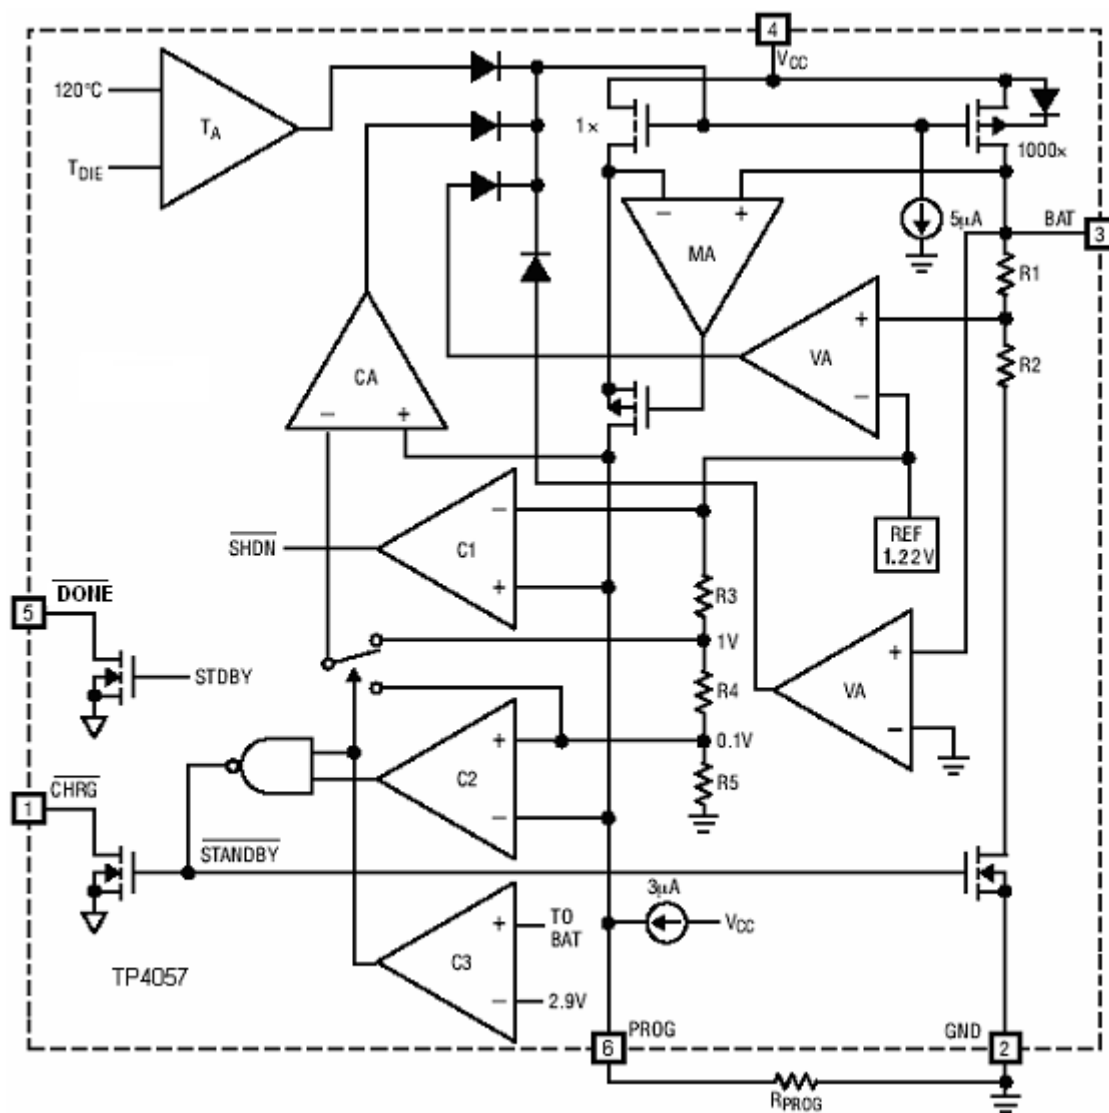 4
VCC
120°C
TA
TDIE
1×
1000×
− +
MA
5µA
BAT
3
R1
+
VA
−
R2
CA
− +
REF
1.22V
−
C1
+
SHDN
DONE
5
R3
1V
STDBY
R4
+
VA
−
0.1V
+
C2
−
R5
CHRG
1
STANDBY
3µA
VCC
+
TO
BAT
C3
−
2.9V
TP4057
PROG
6
GND
2
RPROG